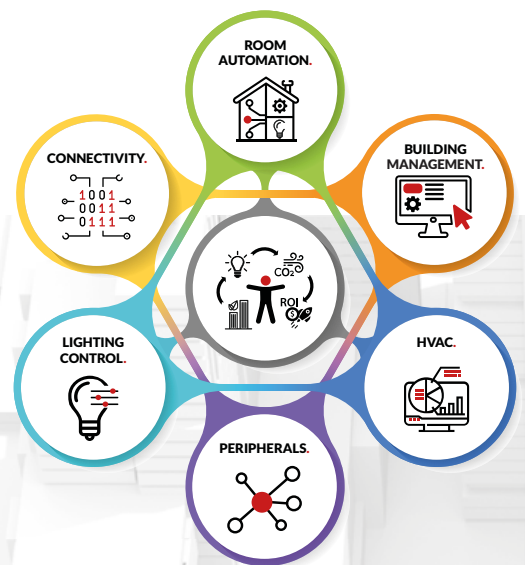 ROOM
AUTOMATION.
CONNECTIVITY.
1001
0011
0111
BUILDING
MANAGEMENT.
CO2
ROI
$
LIGHTING
CONTROL.
HVAC.
PERIPHERALS.